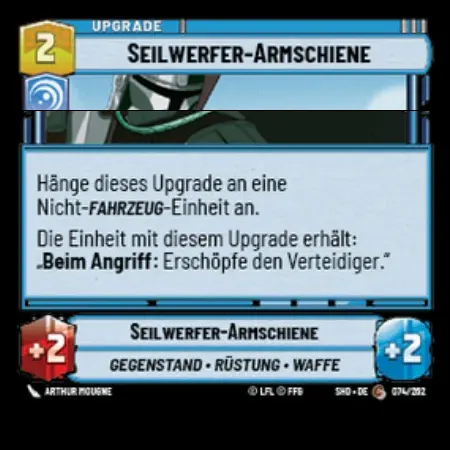 UPGRADE
2
SEILWERFER-ARMSCHIENE
Hänge dieses Upgrade an eine
Nicht-FAHRZEUG-Einheit an.
Die Einheit mit diesem Upgrade erhält:
„Beim Angriff: Erschöpfe den Verteidiger.“
+2
SEILWERFER-ARMSCHIENE
+2
GEGENSTAND • RÜSTUNG • WAFFE
ARTHUR MOUGNE
© LFL © FFG
SHD • DE
074/262